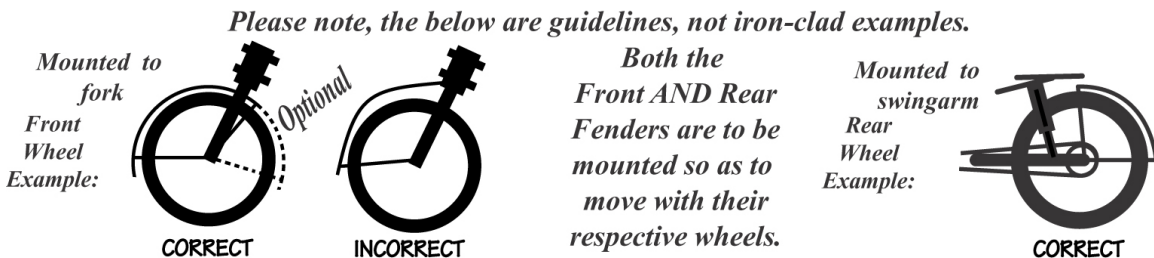 Please note, the below are guidelines, not iron-clad examples.
Mounted to
fork
Front
Wheel
Example:
Optional
CORRECT
INCORRECT
Both the
Front AND Rear
Fenders are to be
mounted so as to
move with their
respective wheels.
Mounted to
swingarm
Rear
Wheel
Example:
CORRECT